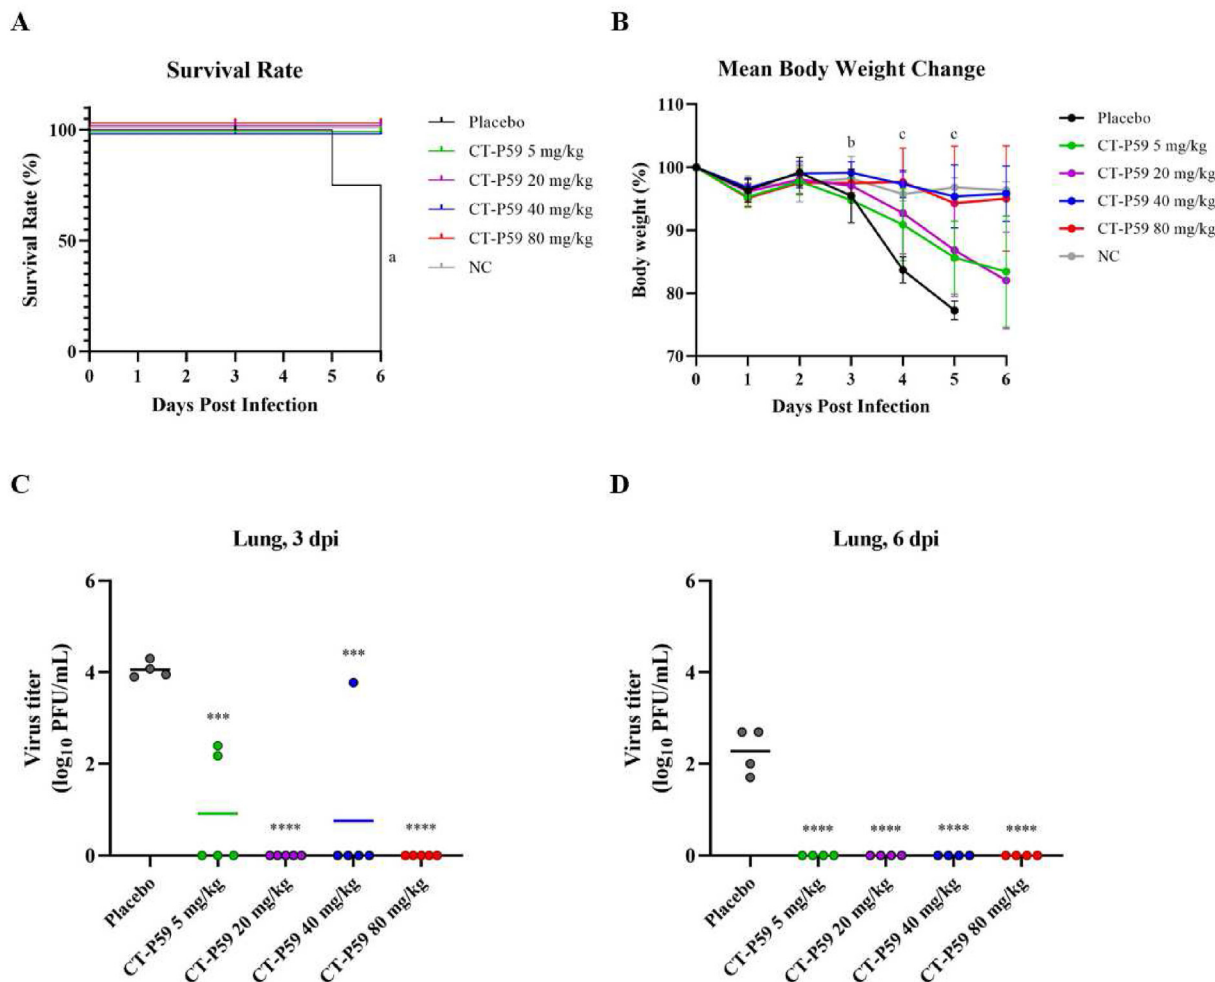 A
Survival Rate
Survival Rate (%)
100
50
0
0 1 2 3 4 5 6
Days Post Infection
a
Placebo
CT-P59 5 mg/kg
CT-P59 20 mg/kg
CT-P59 40 mg/kg
CT-P59 80 mg/kg
NC
B
Mean Body Weight Change
Body weight (%)
110
100
90
80
70
0 1 2 3 4 5 6
Days Post Infection
b c c
Placebo
CT-P59 5 mg/kg
CT-P59 20 mg/kg
CT-P59 40 mg/kg
CT-P59 80 mg/kg
NC
C
Lung, 3 dpi
Virus titer
(log10 PFU/mL)
6
4
2
0
***
****
***
****
Placebo
CT-P59 5 mg/kg
CT-P59 20 mg/kg
CT-P59 40 mg/kg
CT-P59 80 mg/kg
D
Lung, 6 dpi
Virus titer
(log10 PFU/mL)
6
4
2
0
**** **** **** ****
Placebo
CT-P59 5 mg/kg
CT-P59 20 mg/kg
CT-P59 40 mg/kg
CT-P59 80 mg/kg